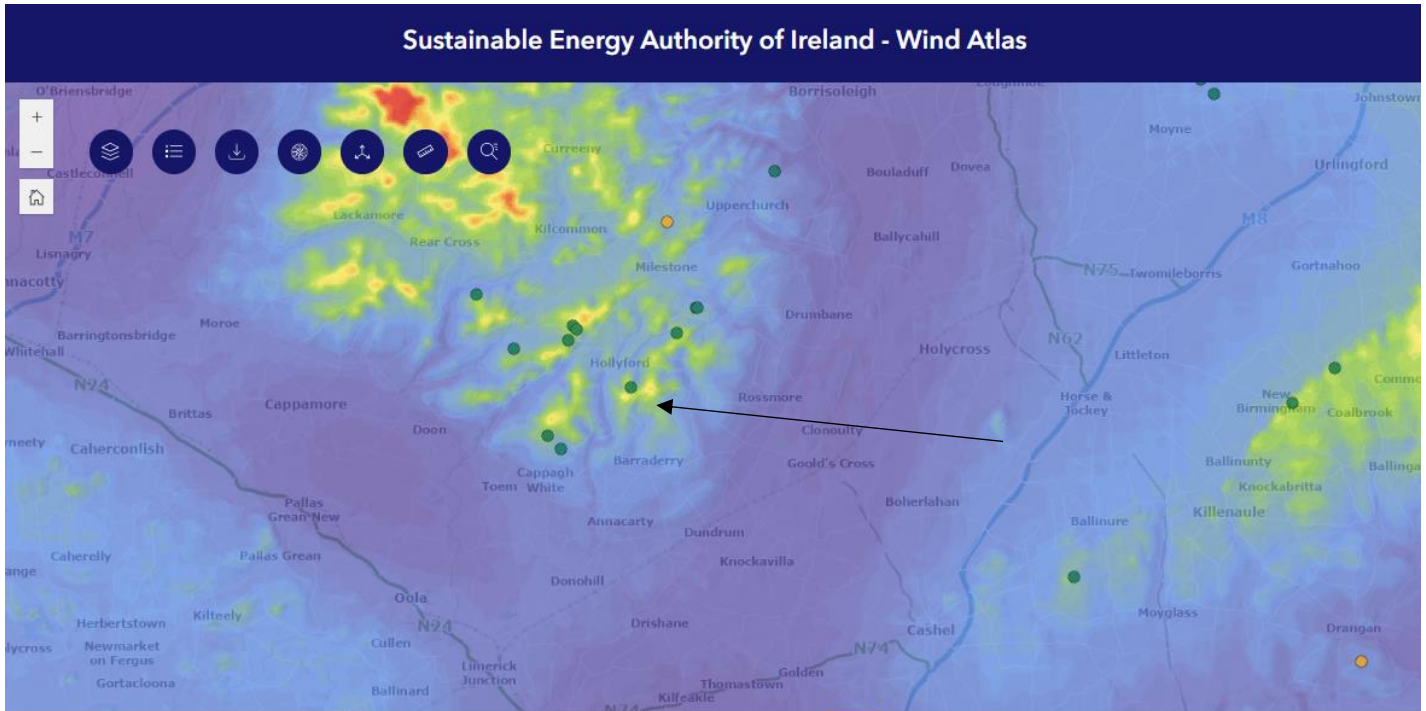 Sustainable Energy Authority of Ireland - Wind Atlas
O'Briensbridge
Borrisoleigh
Johnstown
+
Moyne
−
Curreeny
Castleconnell
Bouladuff
Dovea
Urlingford
Upperchurch
Lackamore
M8
Kilcommon
M7
Rear Cross
Ballycahill
Lisnagry
Milestone
N75
Twomileborris
Gortnahoo
Drumbane
Moroe
Barringtonsbridge
Whitehall
N62
Holycross
Littleton
Hollyford
N24
Cappamore
Rossmore
Horse &
Jockey
New
Birmingham
Coalbrook
Brittas
Doon
Clonoulty
Caherconlish
Barraderry
Goold's Cross
Ballinunty
Cappagh
White
Toem
Knockabritta
Pallas
Grean New
Boherlahan
Killenaule
Annacarty
Ballinure
Dundrum
Caherelly
Pallas Grean
Knockavilla
Donohill
Oola
Moyglass
Herbertstown
Kilteely
N24
Drishane
Cashel
Drangan
Newmarket
on Fergus
Cullen
N74
Limerick
Junction
Golden
Gortacloona
Ballinard
Thomastown
Kilfeakle
N74